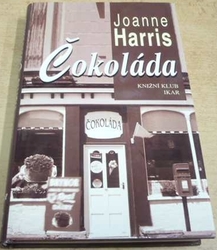 Joanne
Harris
Čokoláda
KNIŽNÍ KLUB
IKAR
ČOKOLÁDA